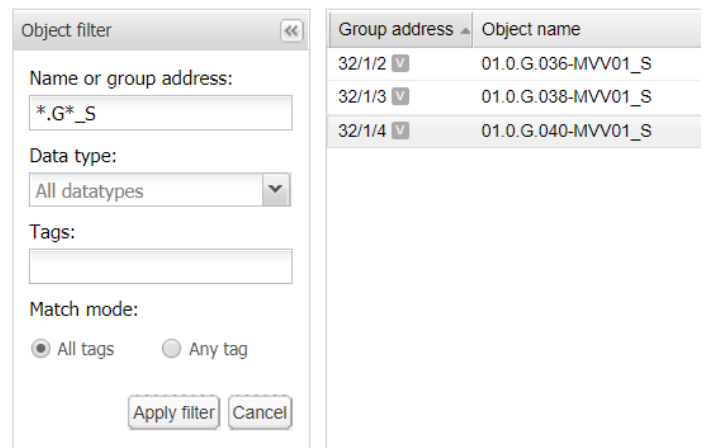 Object filter
Name or group address:
*.G*_S
Data type:
All datatypes
Tags:
Match mode:
All tags Any tag
Apply filter Cancel
Group address Object name
32/1/2 V 01.0.G.036-MVV01_S
32/1/3 V 01.0.G.038-MVV01_S
32/1/4 V 01.0.G.040-MVV01_S